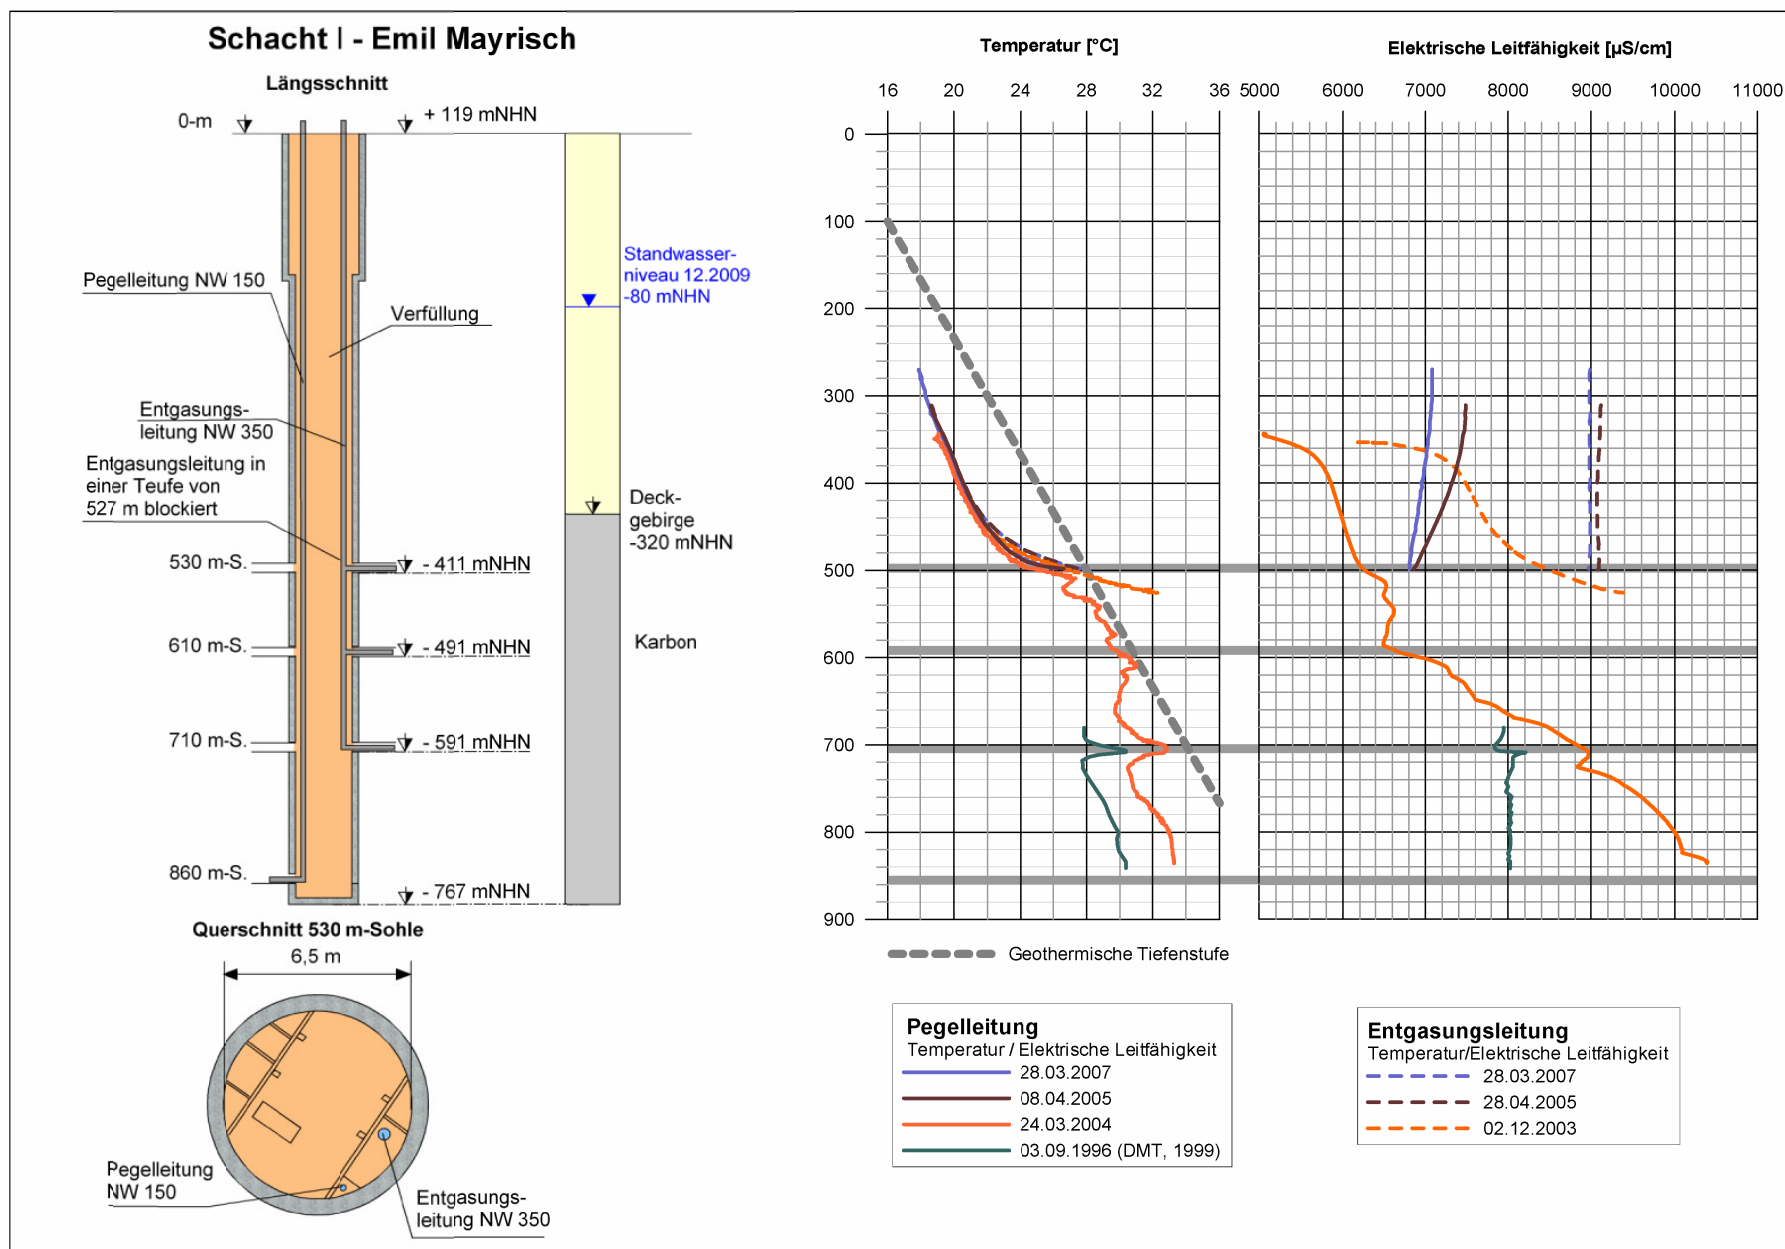 Schacht I - Emil Mayrisch
Längsschnitt
0-m
+ 119 mNHN
Pegelleitung NW 150
Verfüllung
Entgasungs-
leitung NW 350
Entgasungsleitung in
einer Teufe von
527 m blockiert
530 m-S.
- 411 mNHN
610 m-S.
- 491 mNHN
710 m-S.
- 591 mNHN
860 m-S.
- 767 mNHN
Standwasser-
niveau 12.2009
-80 mNHN
Deck-
gebirge
-320 mNHN
Karbon
Querschnitt 530 m-Sohle
6,5 m
Pegelleitung
NW 150
Entgasungs-
leitung NW 350
Temperatur [°C]
16 20 24 28 32 36
Elektrische Leitfähigkeit [µS/cm]
5000 6000 7000 8000 9000 10000 11000
0
100
200
300
400
500
600
700
800
900
Geothermische Tiefenstufe
Pegelleitung
Temperatur / Elektrische Leitfähigkeit
28.03.2007
08.04.2005
24.03.2004
03.09.1996 (DMT, 1999)
Entgasungsleitung
Temperatur/Elektrische Leitfähigkeit
28.03.2007
28.04.2005
02.12.2003